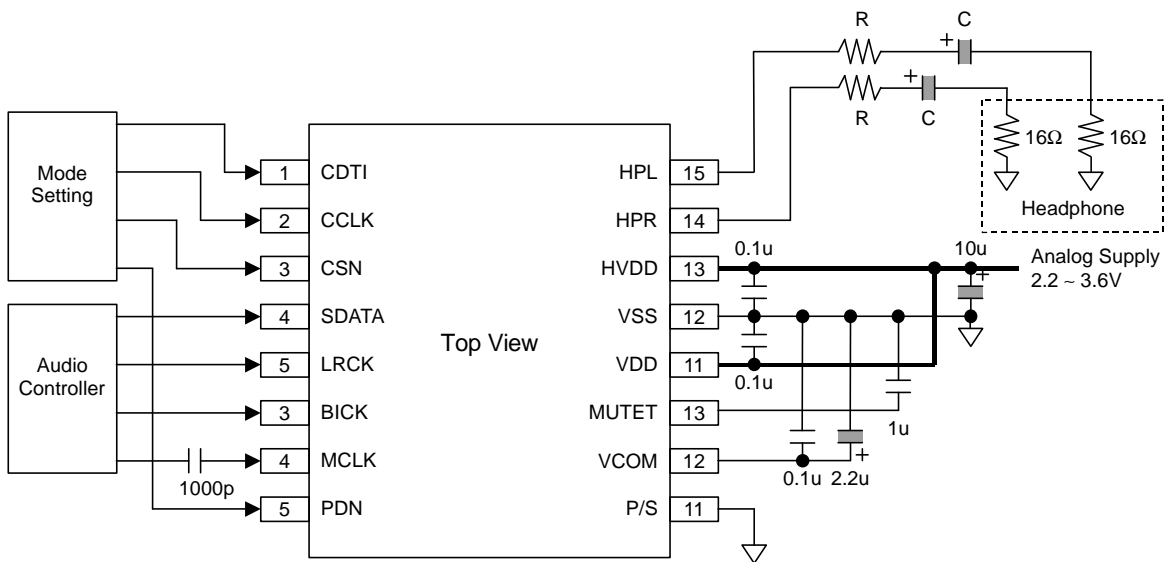 R
C
+
+
R
C
Mode
Setting
Audio
Controller
1000p
1 CDTI
2 CCLK
3 CSN
4 SDATA
5 LRCK
3 BICK
4 MCLK
5 PDN
Top View
HPL 15
HPR 14
HVDD 13
VSS 12
VDD 11
MUTET 13
VCOM 12
P/S 11
16Ω
16Ω
Headphone
0.1u
10u
+
Analog Supply
2.2 ~ 3.6V
0.1u
1u
+
0.1u 2.2u